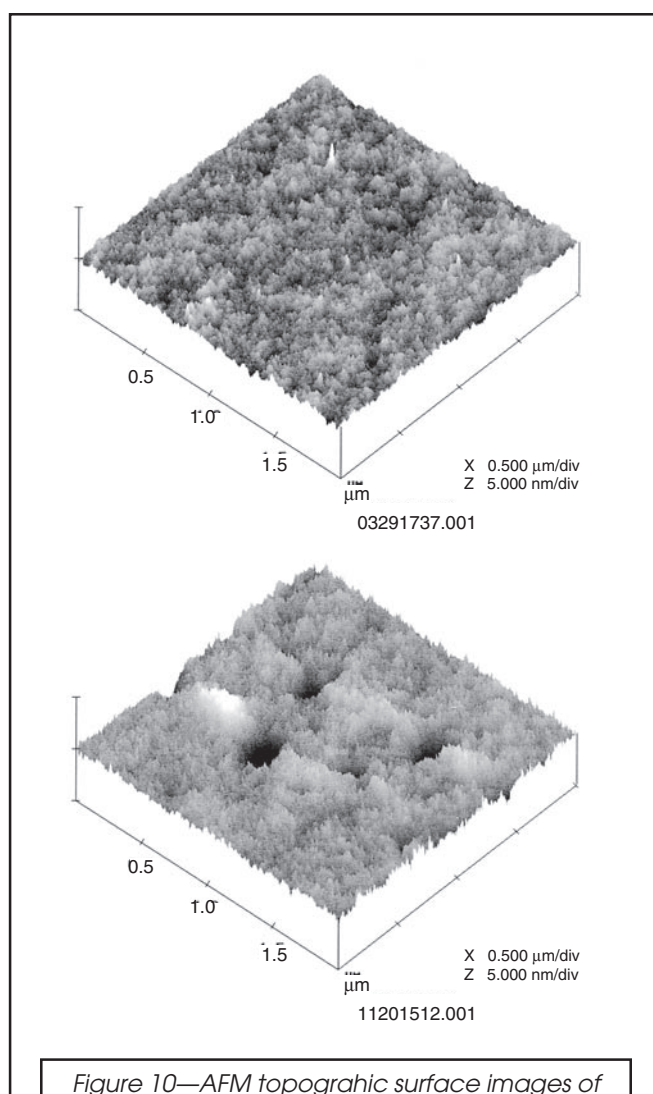 0.5
1.0
1.5
μm
X 0.500 μm/div
Z 5.000 nm/div
03291737.001
0.5
1.0
1.5
μm
X 0.500 μm/div
Z 5.000 nm/div
11201512.001
Figure 10—AFM topograhic surface images of